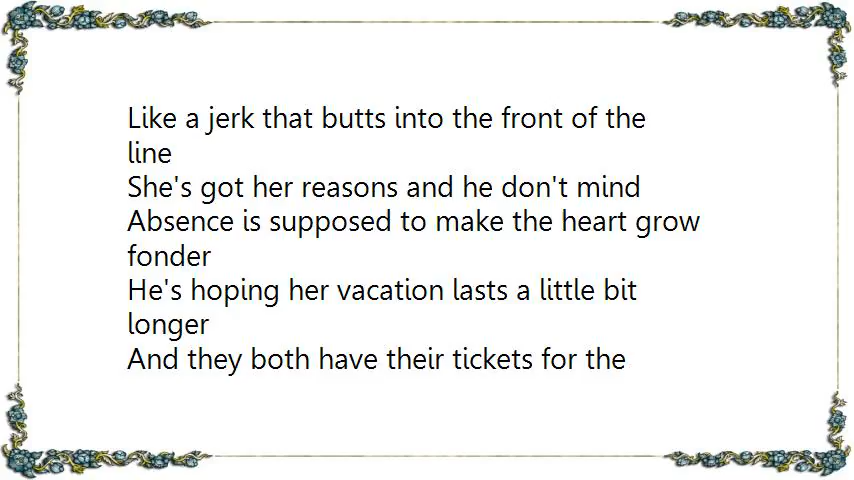 Like a jerk that butts into the front of the
line
She's got her reasons and he don't mind
Absence is supposed to make the heart grow
fonder
He's hoping her vacation lasts a little bit
longer
And they both have their tickets for the